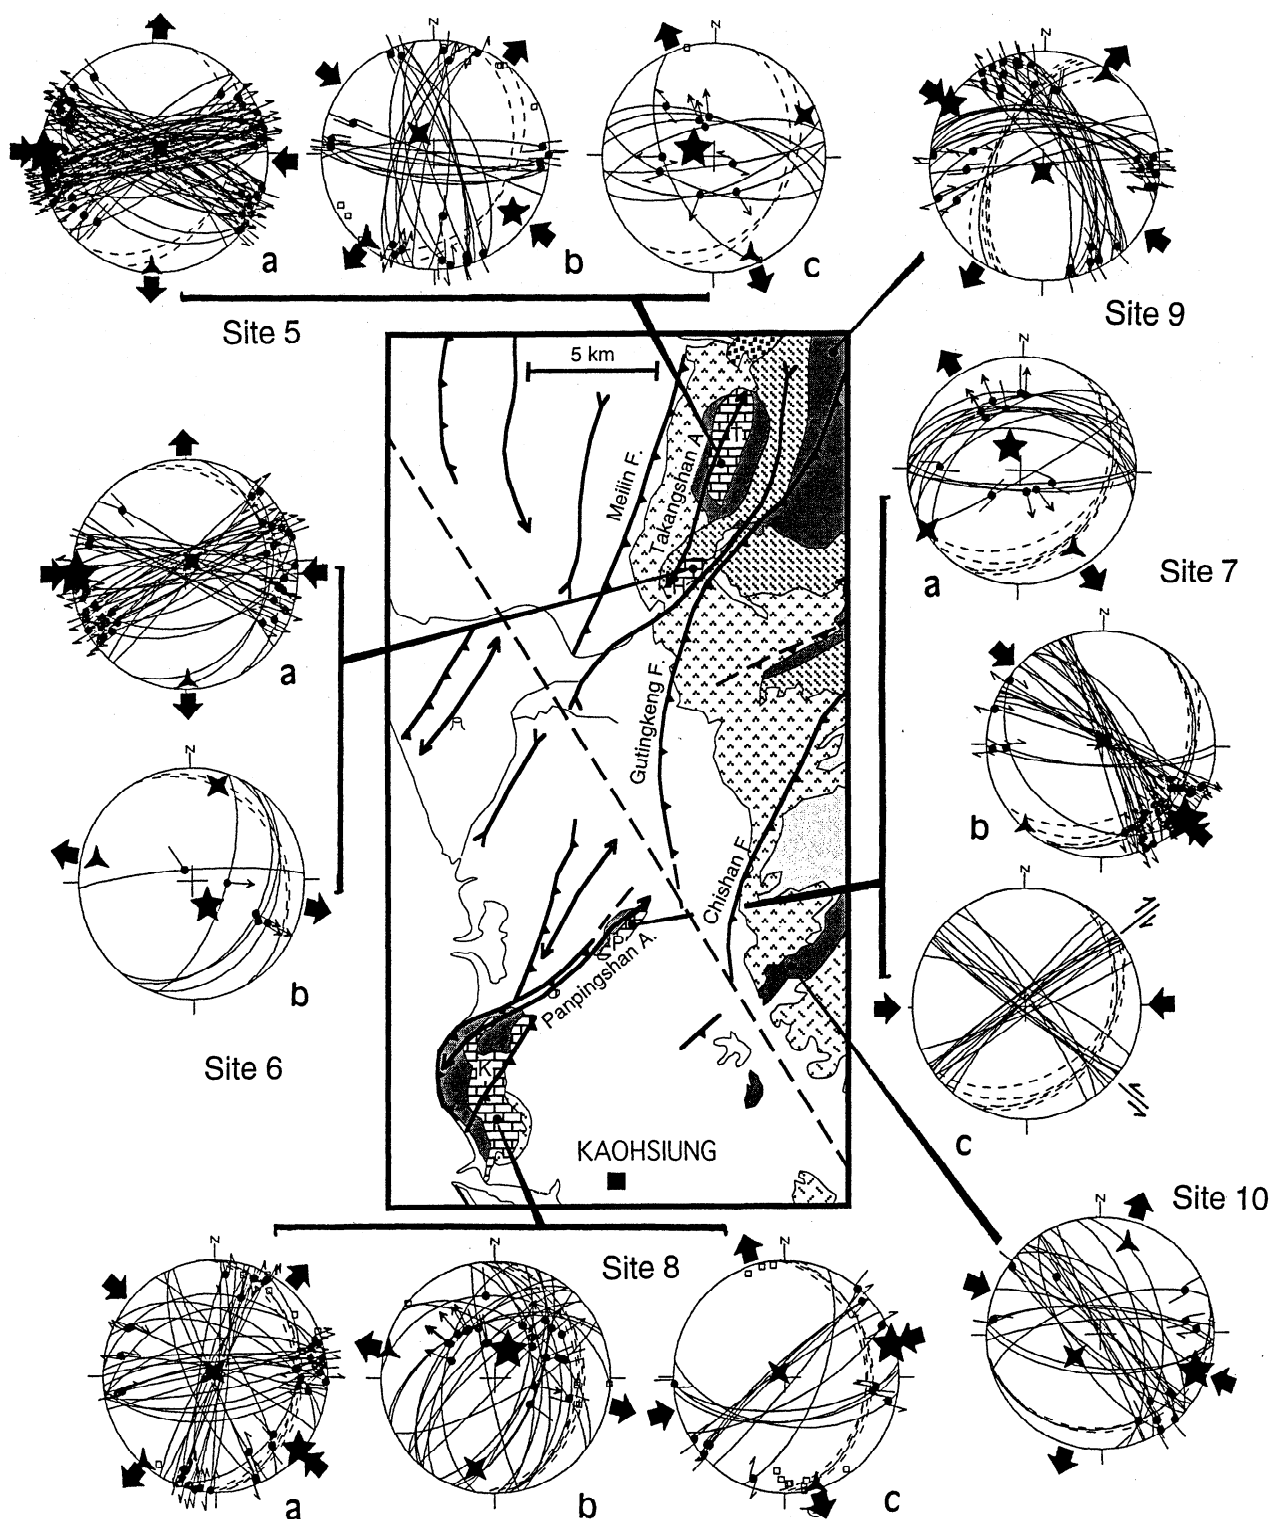 N
N
N
a
b
c
Site 5
Site 9
5 km
N
Meilin F.
Takangshan A.
T
a
Site 7
N
a
Gutingkeng F.
R
N
b
N
b
Chishan F.
P
Panpingshan A.
K
N
c
Site 6
KAOHSIUNG
Site 10
N
Site 8
N
N
N
a
b
c